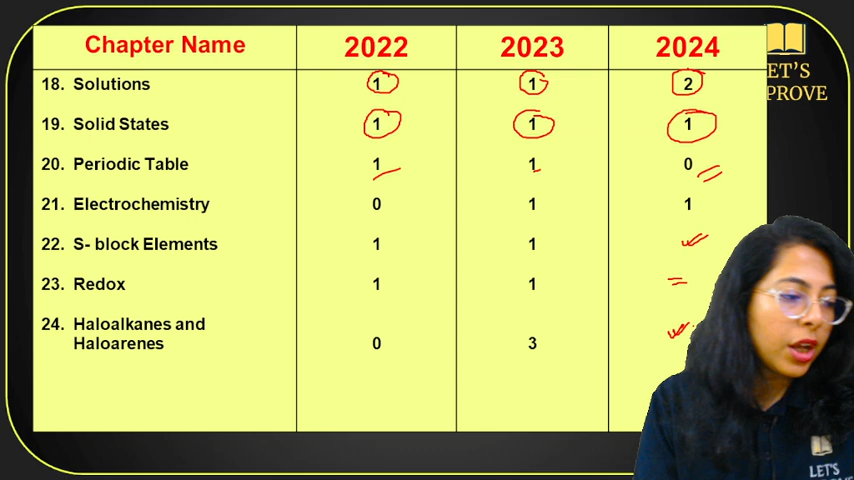 Chapter Name 2022 2023 2024
18. Solutions 1 1 2
19. Solid States 1 1 1
20. Periodic Table 1 1 0
21. Electrochemistry 0 1 1
22. S- block Elements 1 1
23. Redox 1 1
24. Haloalkanes and
Haloarenes 0 3
LET'S
LET'S